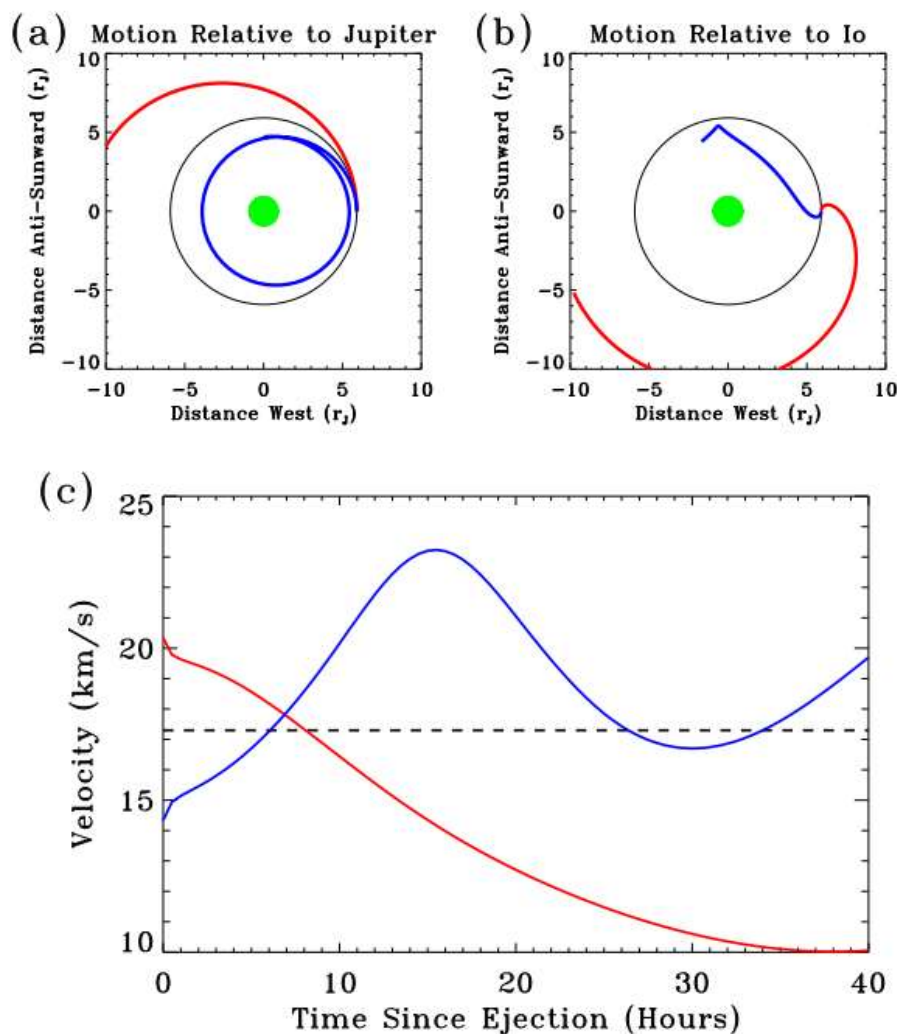 (a) Motion Relative to Jupiter
10
5
0
−5
−10
Distance Anti-Sunward (rJ)
−10 −5 0 5 10
Distance West (rJ)
(b) Motion Relative to Io
10
5
0
−5
−10
Distance Anti-Sunward (rJ)
−10 −5 0 5 10
Distance West (rJ)
(c)
25
20
15
10
Velocity (km/s)
0 10 20 30 40
Time Since Ejection (Hours)